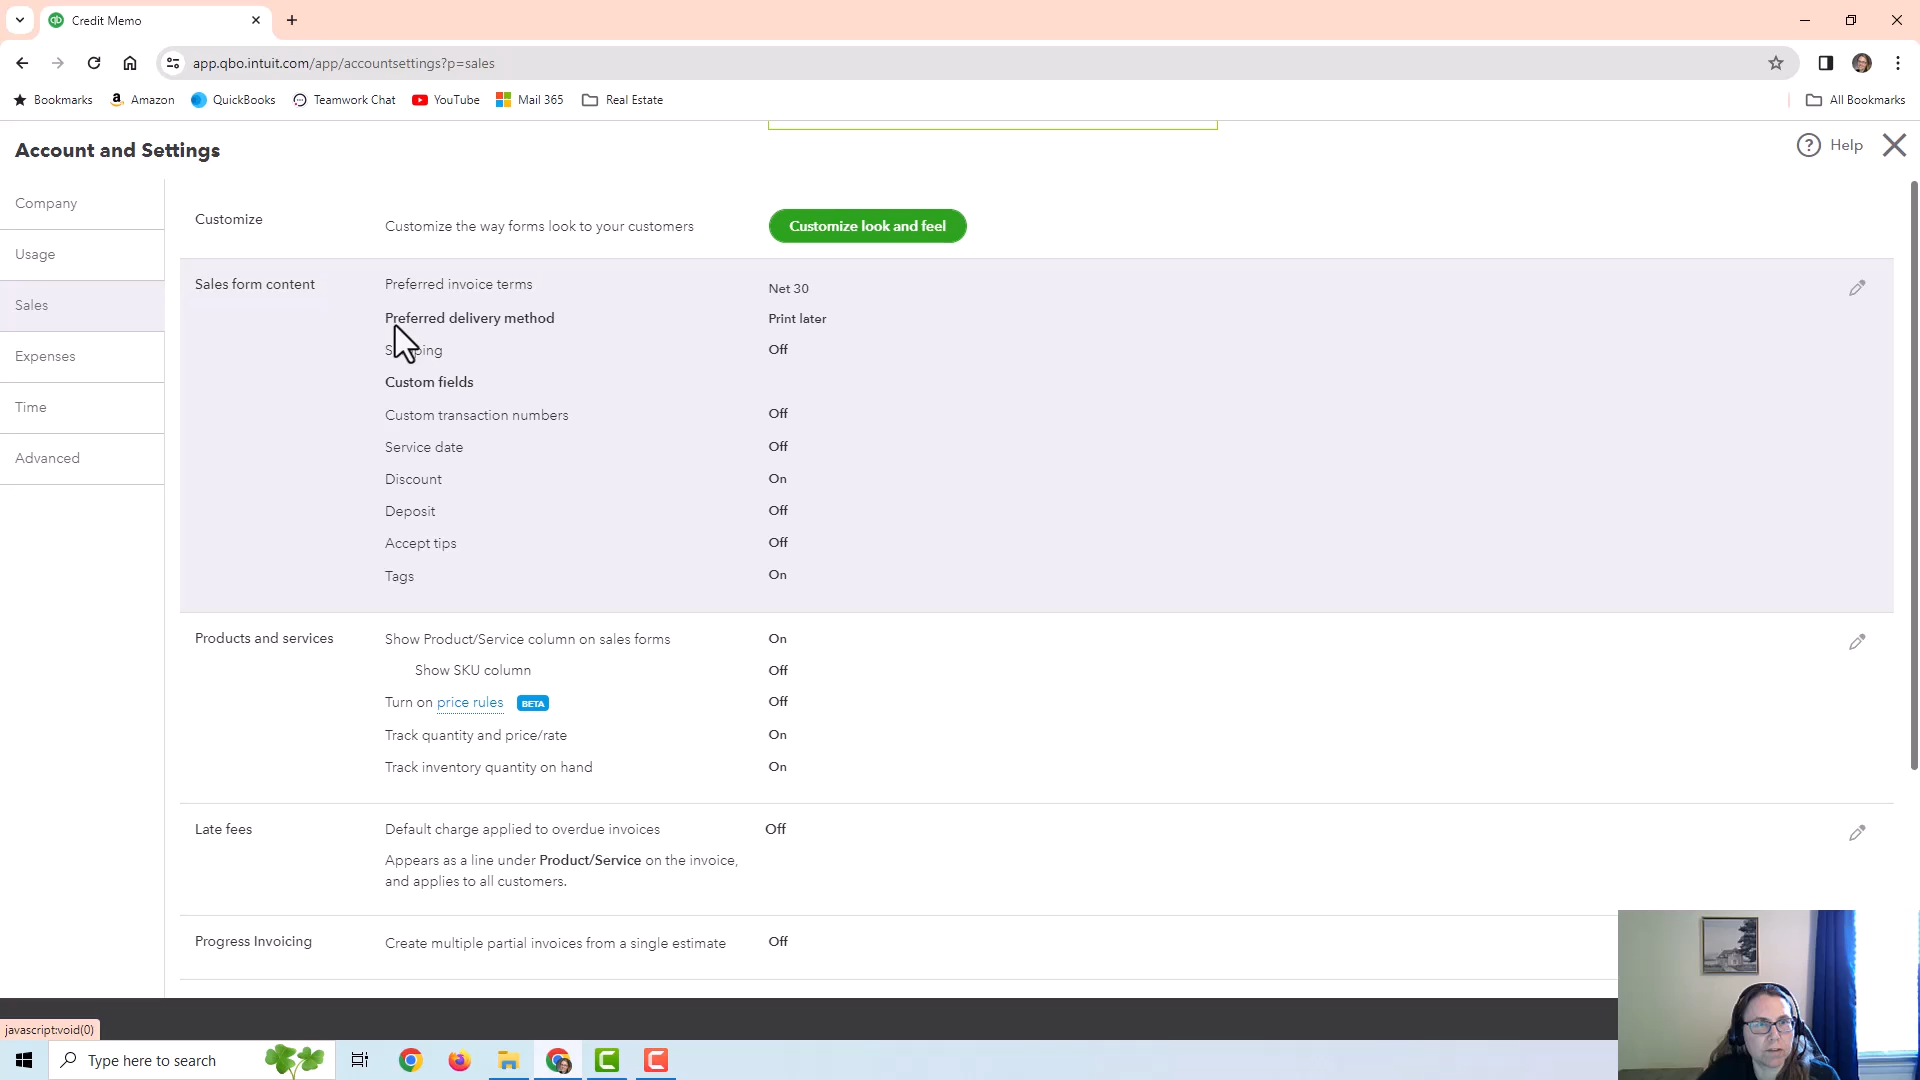 Credit Memo
app.qbo.intuit.com/app/accountsettings?p=sales
Bookmarks Amazon QuickBooks Teamwork Chat YouTube Mail 365 Real Estate All Bookmarks
Account and Settings
Help
Company
Usage
Sales
Expenses
Time
Advanced
Customize Customize the way forms look to your customers Customize look and feel
Sales form content Preferred invoice terms Net 30
Preferred delivery method Print later
Off
Custom fields
Custom transaction numbers Off
Service date Off
Discount On
Deposit Off
Accept tips Off
Tags On
Products and services Show Product/Service column on sales forms On
Show SKU column Off
Turn on price rules BETA Off
Track quantity and price/rate On
Track inventory quantity on hand On
Late fees Default charge applied to overdue invoices Off
Appears as a line under Product/Service on the invoice,
and applies to all customers.
Progress Invoicing Create multiple partial invoices from a single estimate Off
javascript:void(0)
Type here to search